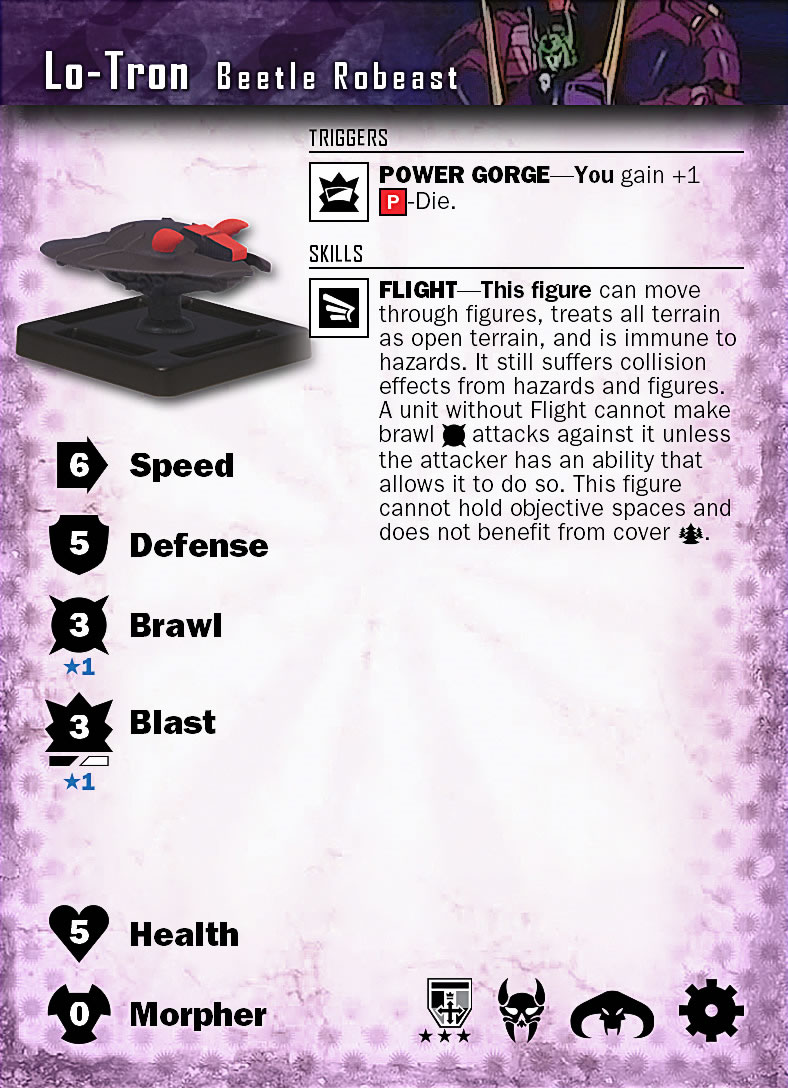 Lo-Tron Beetle Robeast
TRIGGERS
POWER GORGE—You gain +1
P-Die.
SKILLS
FLIGHT—This figure can move
through figures, treats all terrain
as open terrain, and is immune to
hazards. It still suffers collision
effects from hazards and figures.
A unit without Flight cannot make
brawl attacks against it unless
the attacker has an ability that
allows it to do so. This figure
cannot hold objective spaces and
does not benefit from cover .
6 Speed
5 Defense
3 Brawl
★1
3 Blast
★1
5 Health
0 Morpher
★★★